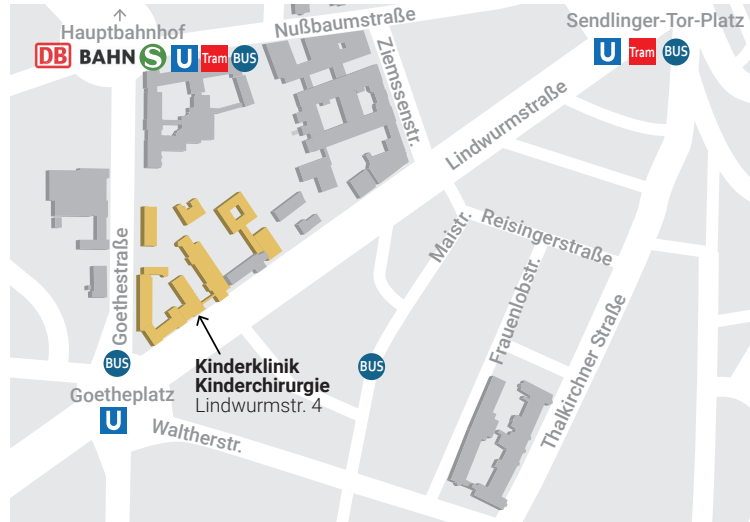 Hauptbahnhof
DB BAHN S U Tram BUS
Nußbaumstraße
Ziemssenstr.
Sendlinger-Tor-Platz
U Tram BUS
Lindwurmstraße
Goethestraße
Maistr.
Reisingerstraße
Frauenlobstr.
Thalkirchner Straße
Kinderklinik
Kinderchirurgie
Lindwurmstr. 4
BUS
BUS
Goetheplatz
U
Waltherstr.